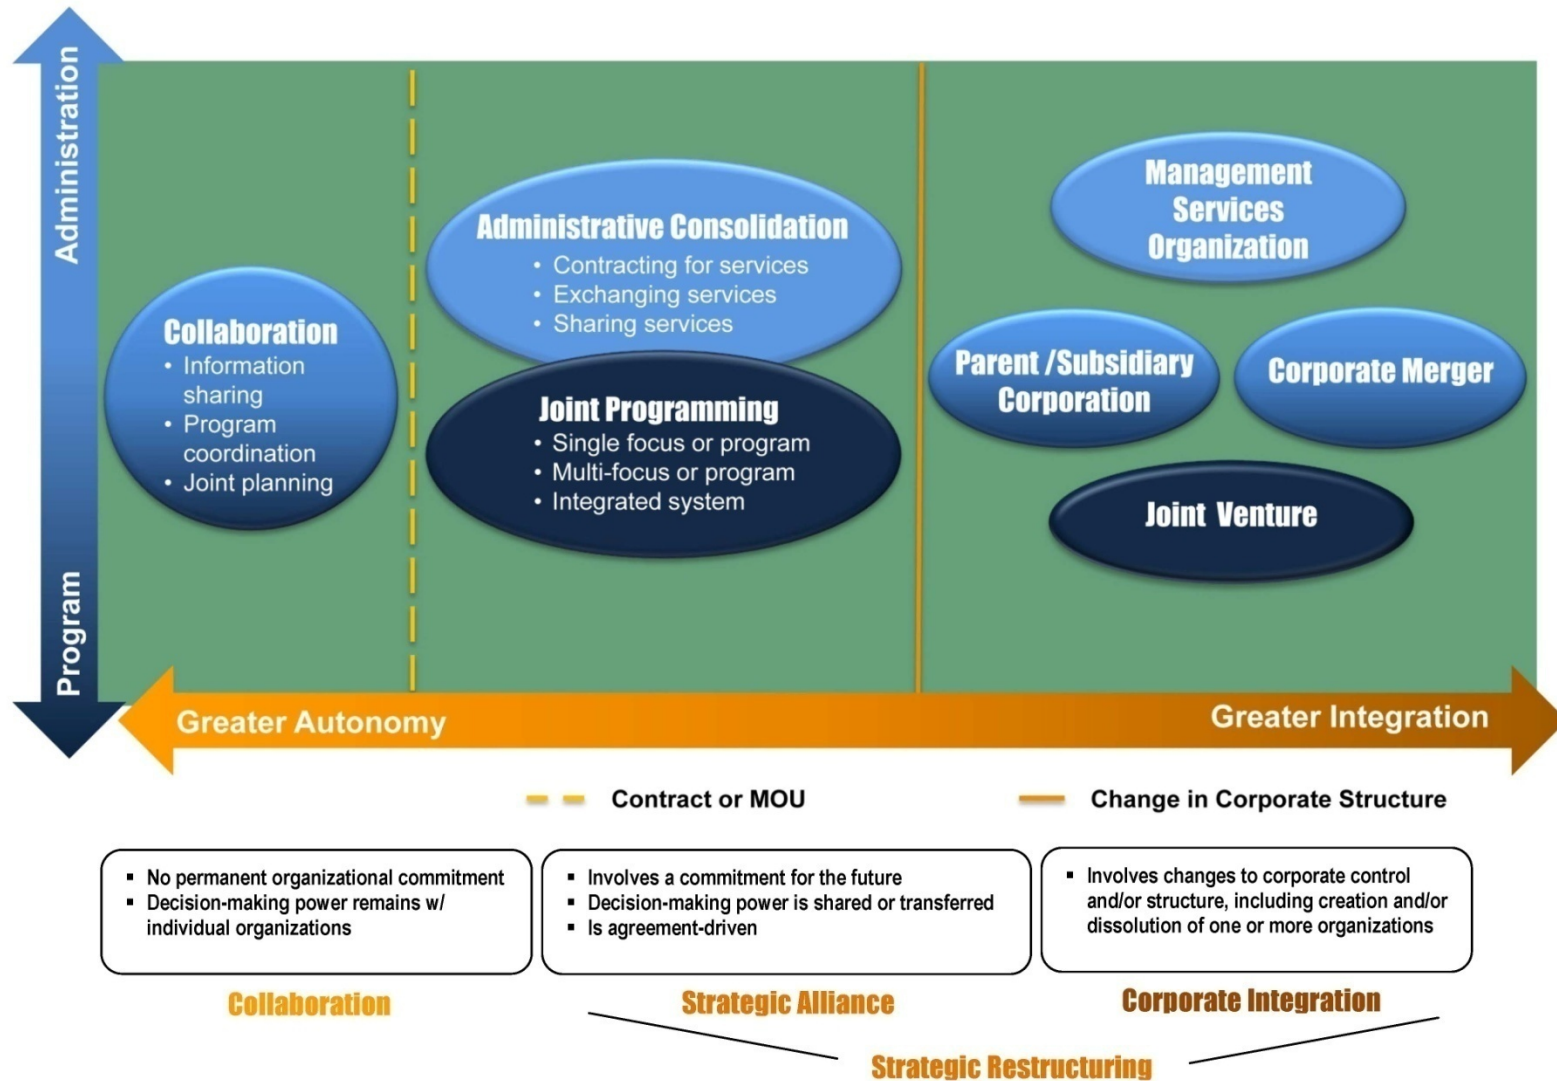 Administration
Program
Collaboration
• Information
sharing
• Program
coordination
• Joint planning
Administrative Consolidation
• Contracting for services
• Exchanging services
• Sharing services
Joint Programming
• Single focus or program
• Multi-focus or program
• Integrated system
Management
Services
Organization
Parent /Subsidiary
Corporation
Corporate Merger
Joint Venture
Greater Autonomy
Greater Integration
Contract or MOU
Change in Corporate Structure
▪ No permanent organizational commitment
▪ Decision-making power remains w/
individual organizations
▪ Involves a commitment for the future
▪ Decision-making power is shared or transferred
▪ Is agreement-driven
▪ Involves changes to corporate control
and/or structure, including creation and/or
dissolution of one or more organizations
Collaboration
Strategic Alliance
Corporate Integration
Strategic Restructuring